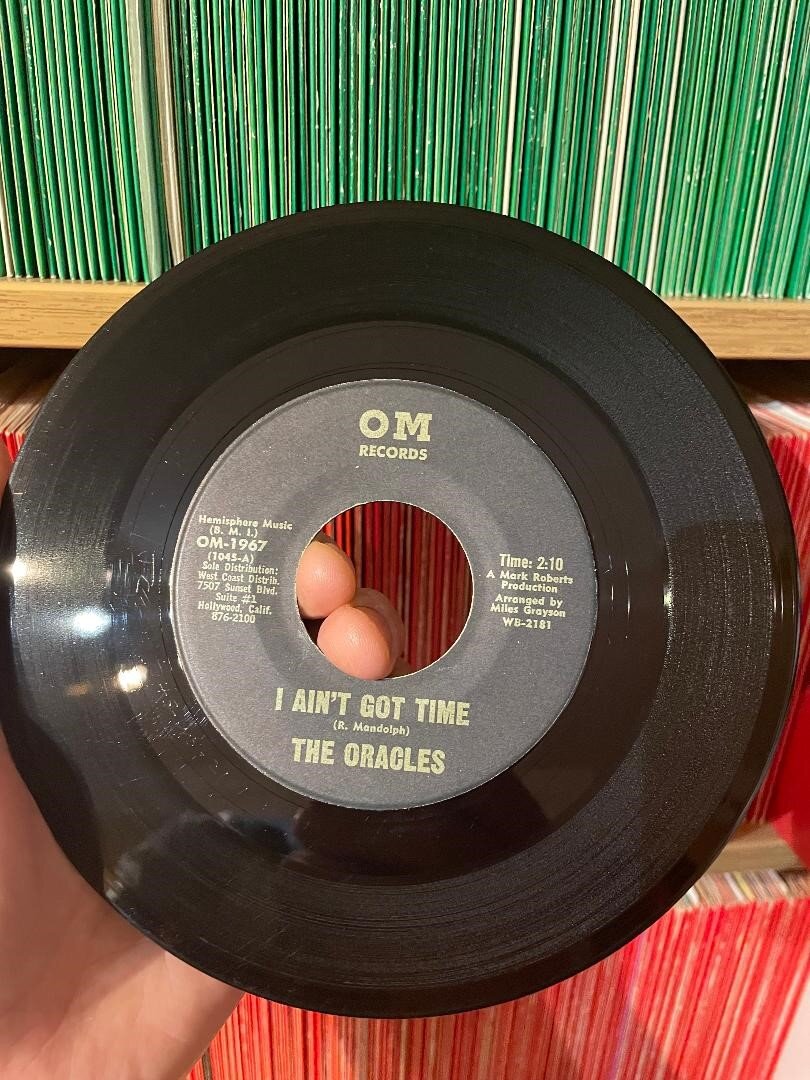 OM
RECORDS
Hemisphere Music
(B. M. I.)
OM-1967
(1045-A)
Sole Distribution:
West Coast Distrib.
7507 Sunset Blvd.
Suite #1
Hollywood, Calif.
876-2100
Time: 2:10
A Mark Roberts
Production
Arranged by
Miles Grayson
WB-2181
I AIN'T GOT TIME
(R. Mandolph)
THE ORACLES